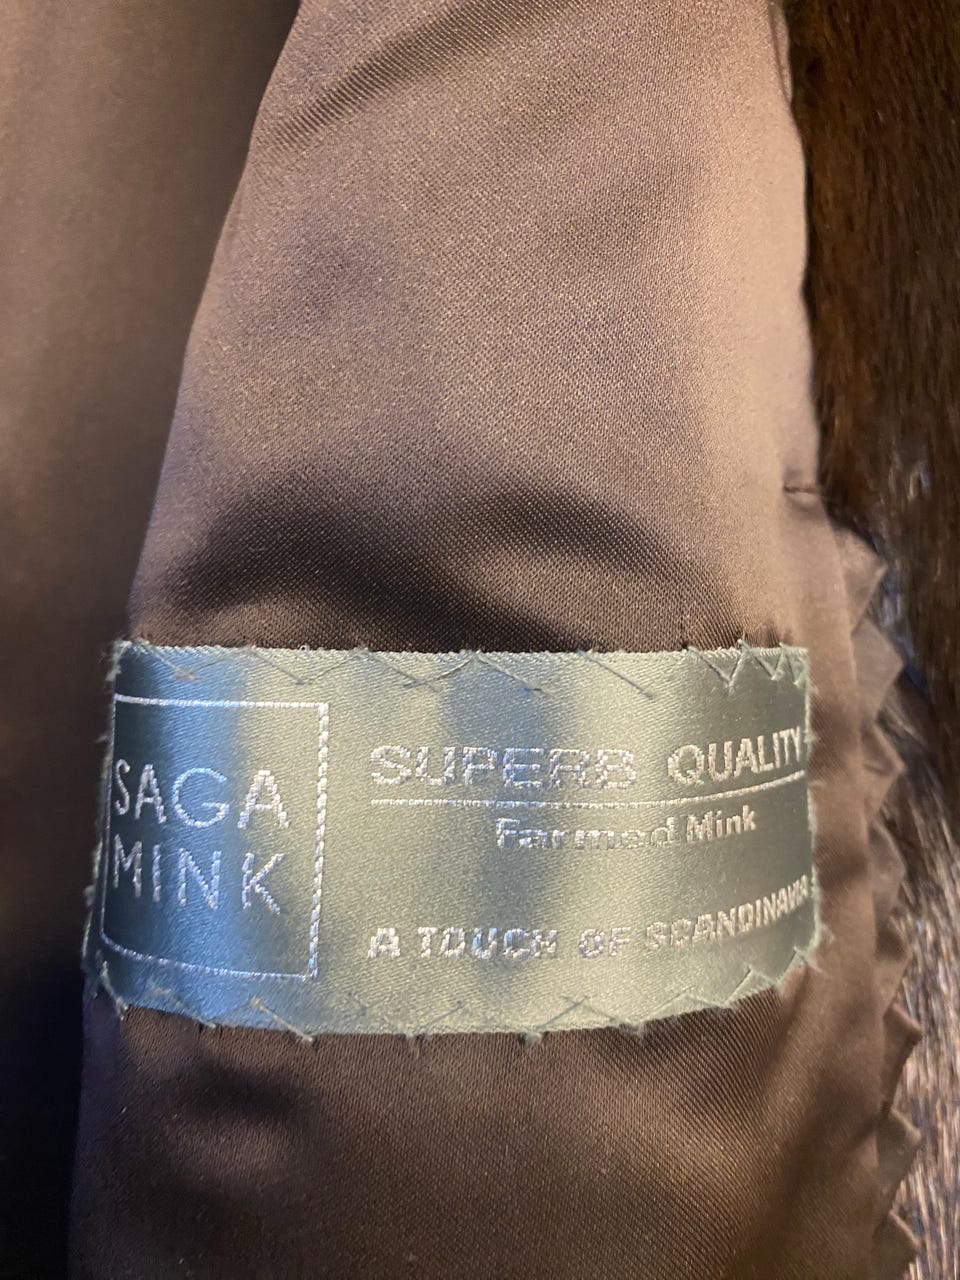 SAGA
MINK
SUPERB QUALITY
Farmed Mink
A TOUCH OF SCANDINAVIA